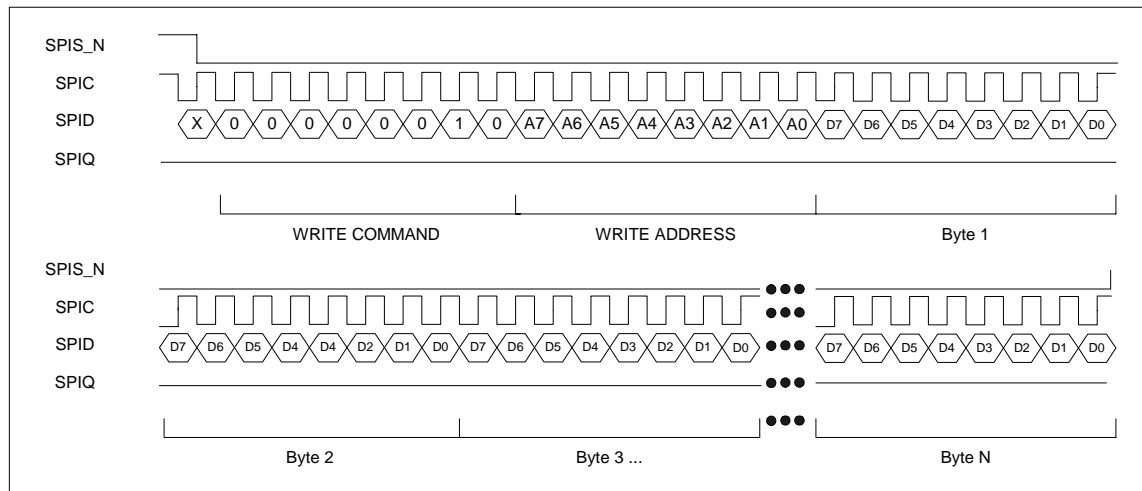 SPIS_N
SPIC
SPID X 0 0 0 0 0 0 1 0 A7 A6 A5 A4 A3 A2 A1 A0 D7 D6 D5 D4 D3 D2 D1 D0
SPIQ
WRITE COMMAND WRITE ADDRESS Byte 1
SPIS_N
SPIC
SPID D7 D6 D5 D4 D4 D2 D1 D0 D7 D6 D5 D4 D3 D2 D1 D0 D7 D6 D5 D4 D3 D2 D1 D0
SPIQ
Byte 2 Byte 3 ... Byte N